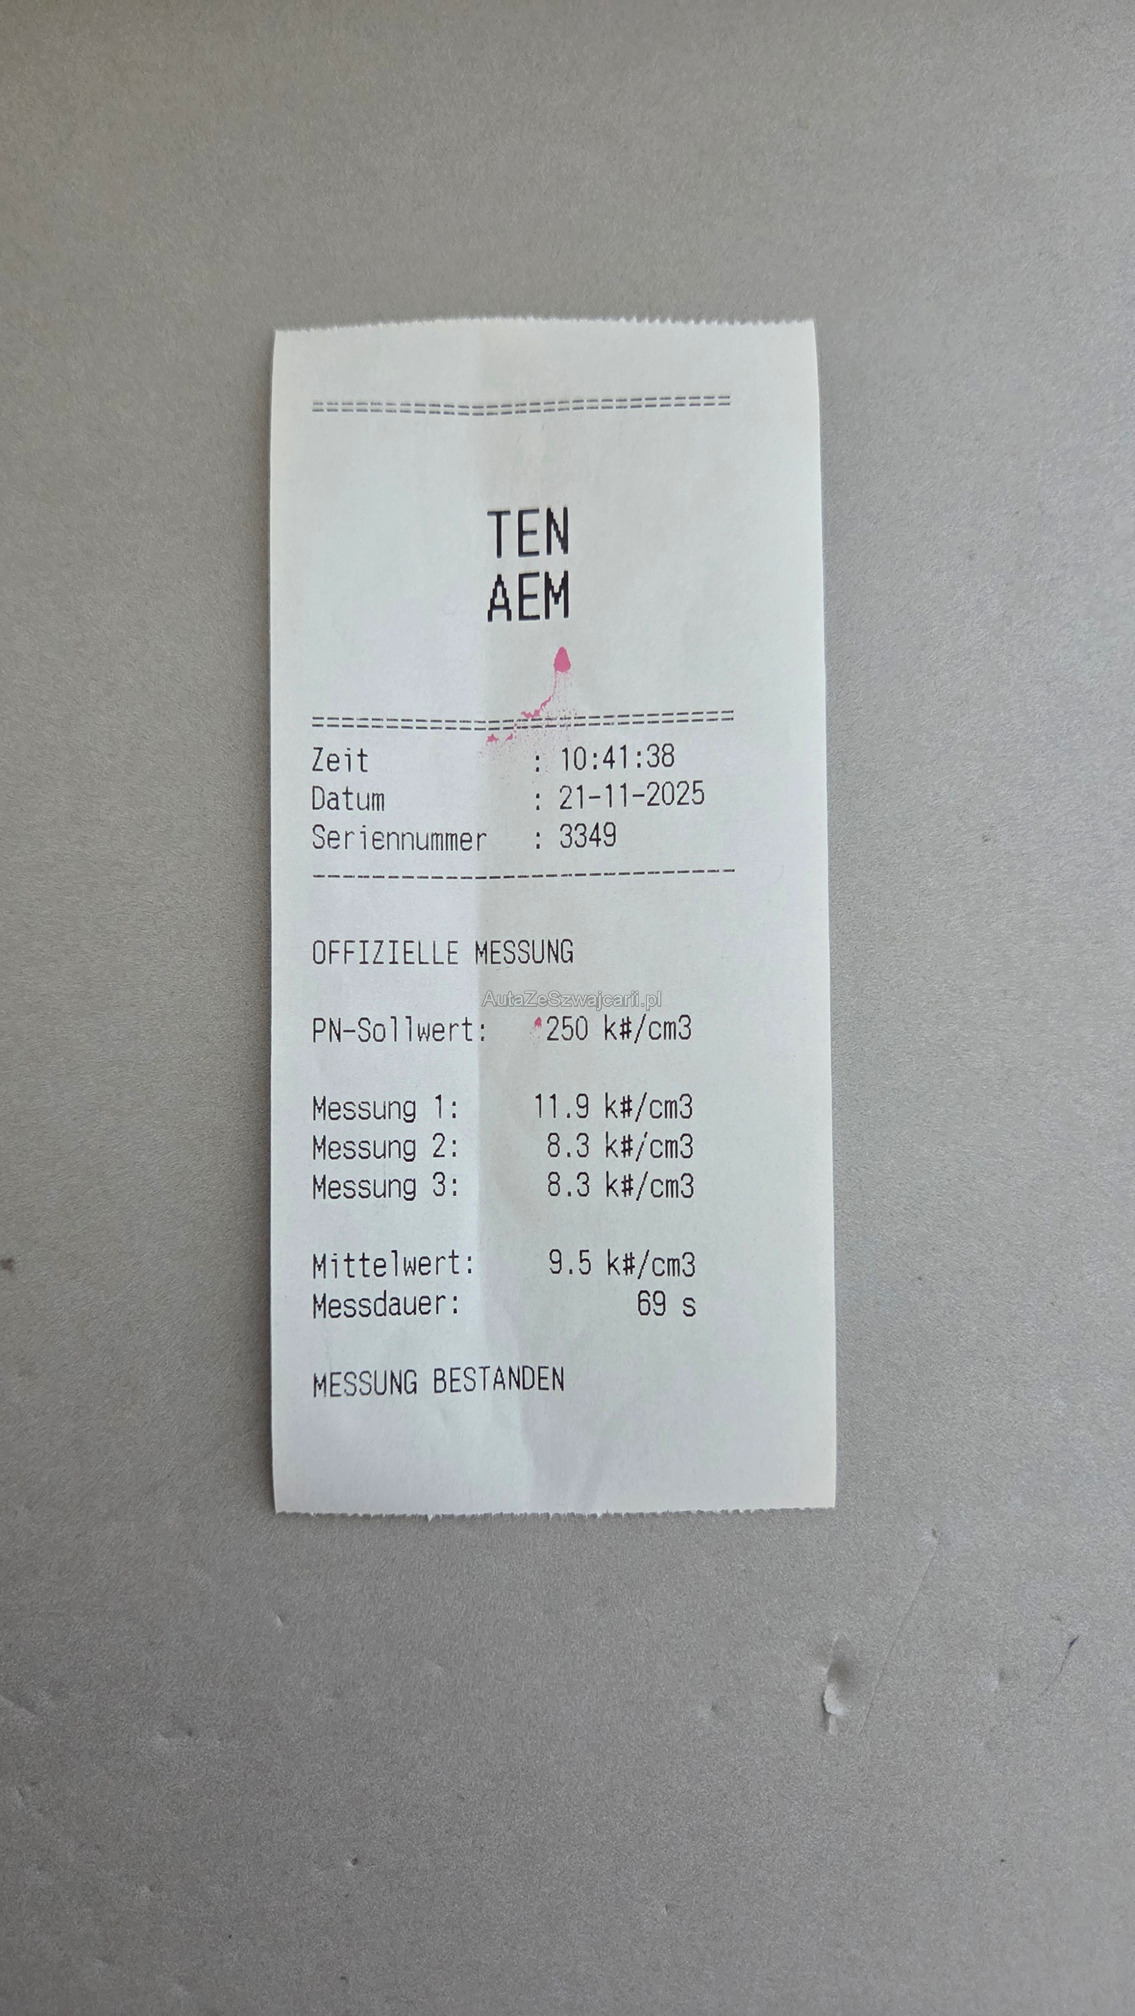 =============================
TEN
AEM
=============================
Zeit : 10:41:38
Datum : 21-11-2025
Seriennummer : 3349
-----------------------------
OFFIZIELLE MESSUNG
AutaZeSzwajcarii.pl
PN-Sollwert: 250 k#/cm3
Messung 1: 11.9 k#/cm3
Messung 2: 8.3 k#/cm3
Messung 3: 8.3 k#/cm3
Mittelwert: 9.5 k#/cm3
Messdauer: 69 s
MESSUNG BESTANDEN